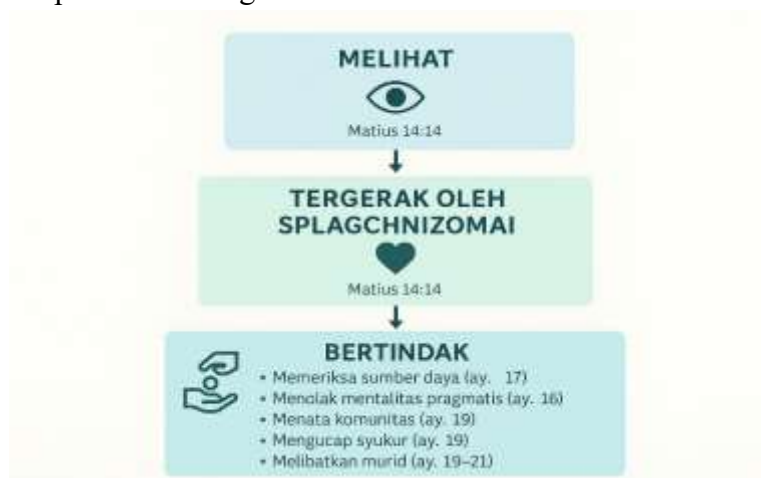 MELIHAT
Matius 14:14
TERGERAK OLEH
SPLAGCHNIZOMAI
Matius 14:14
BERTINDAK
• Memeriksa sumber daya (ay. 17)
• Menolak mentalitas pragmatis (ay. 16)
• Menata komunitas (ay. 19)
• Mengucap syukur (ay. 19)
• Melibatkan murid (ay. 19–21)